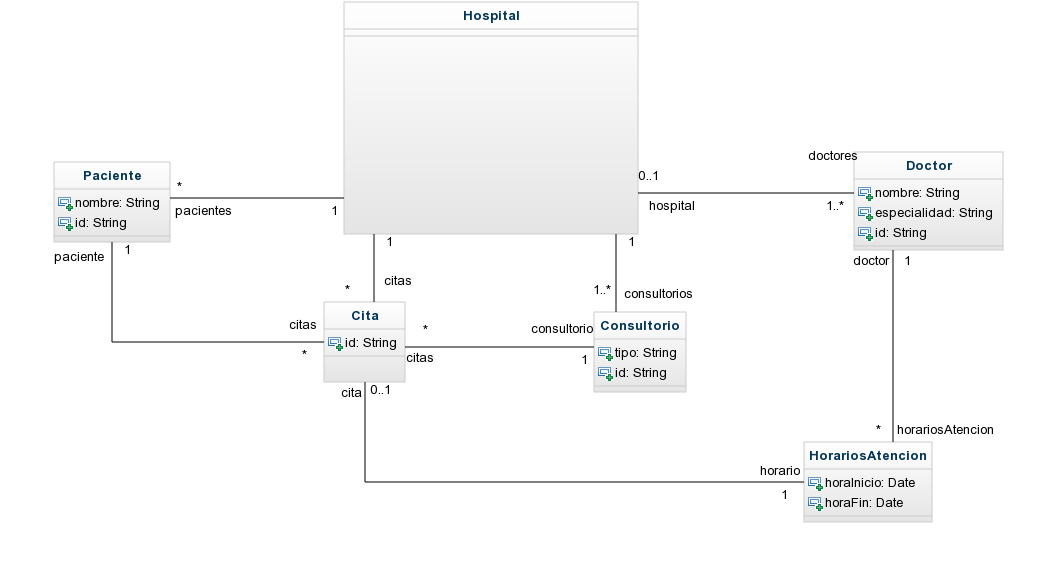 Hospital
doctores
Doctor
nombre: String
especialidad: String
id: String
Paciente
nombre: String
id: String
*
pacientes
1
0..1
hospital
1..*
paciente
1
1
*
citas
1
1..*
consultorios
doctor
1
citas
*
Cita
id: String
*
citas
consultorio
1
Consultorio
tipo: String
id: String
cita
0..1
*
horariosAtencion
horario
1
HorariosAtencion
horaInicio: Date
horaFin: Date